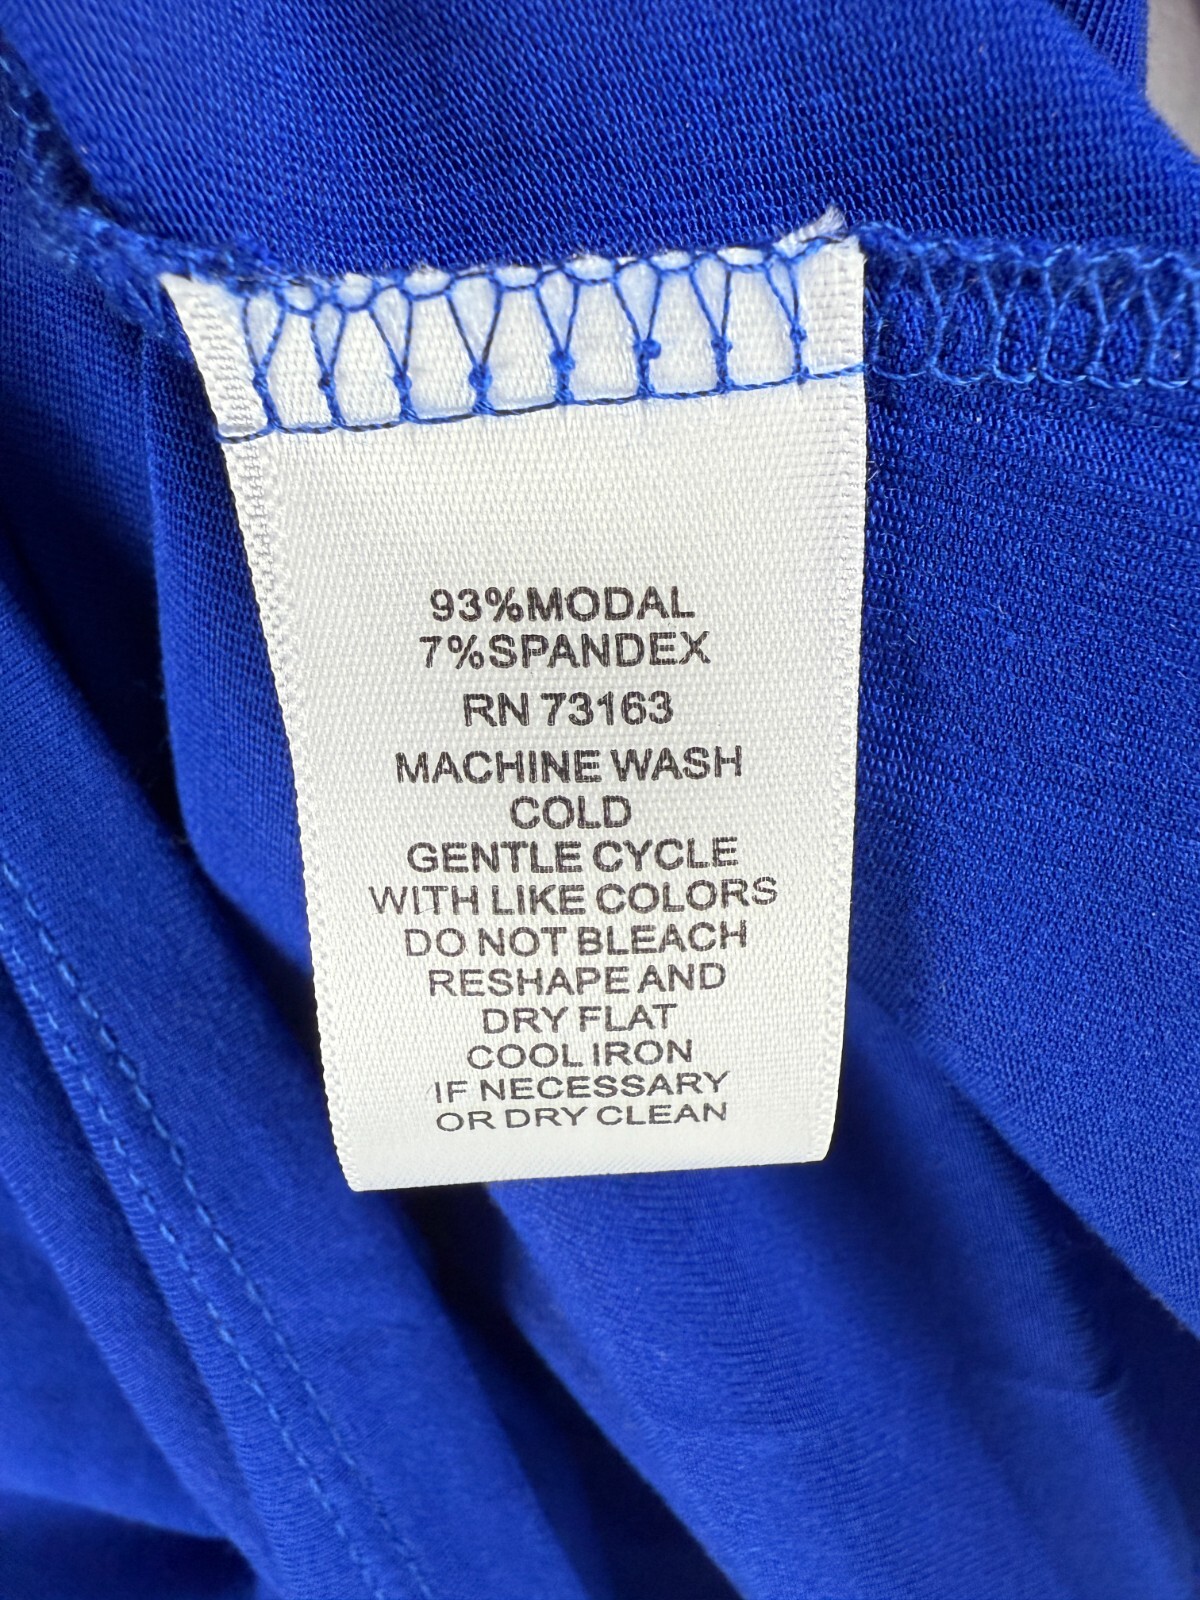 93%MODAL
7%SPANDEX
RN 73163
MACHINE WASH
COLD
GENTLE CYCLE
WITH LIKE COLORS
DO NOT BLEACH
RESHAPE AND
DRY FLAT
COOL IRON
IF NECESSARY
OR DRY CLEAN